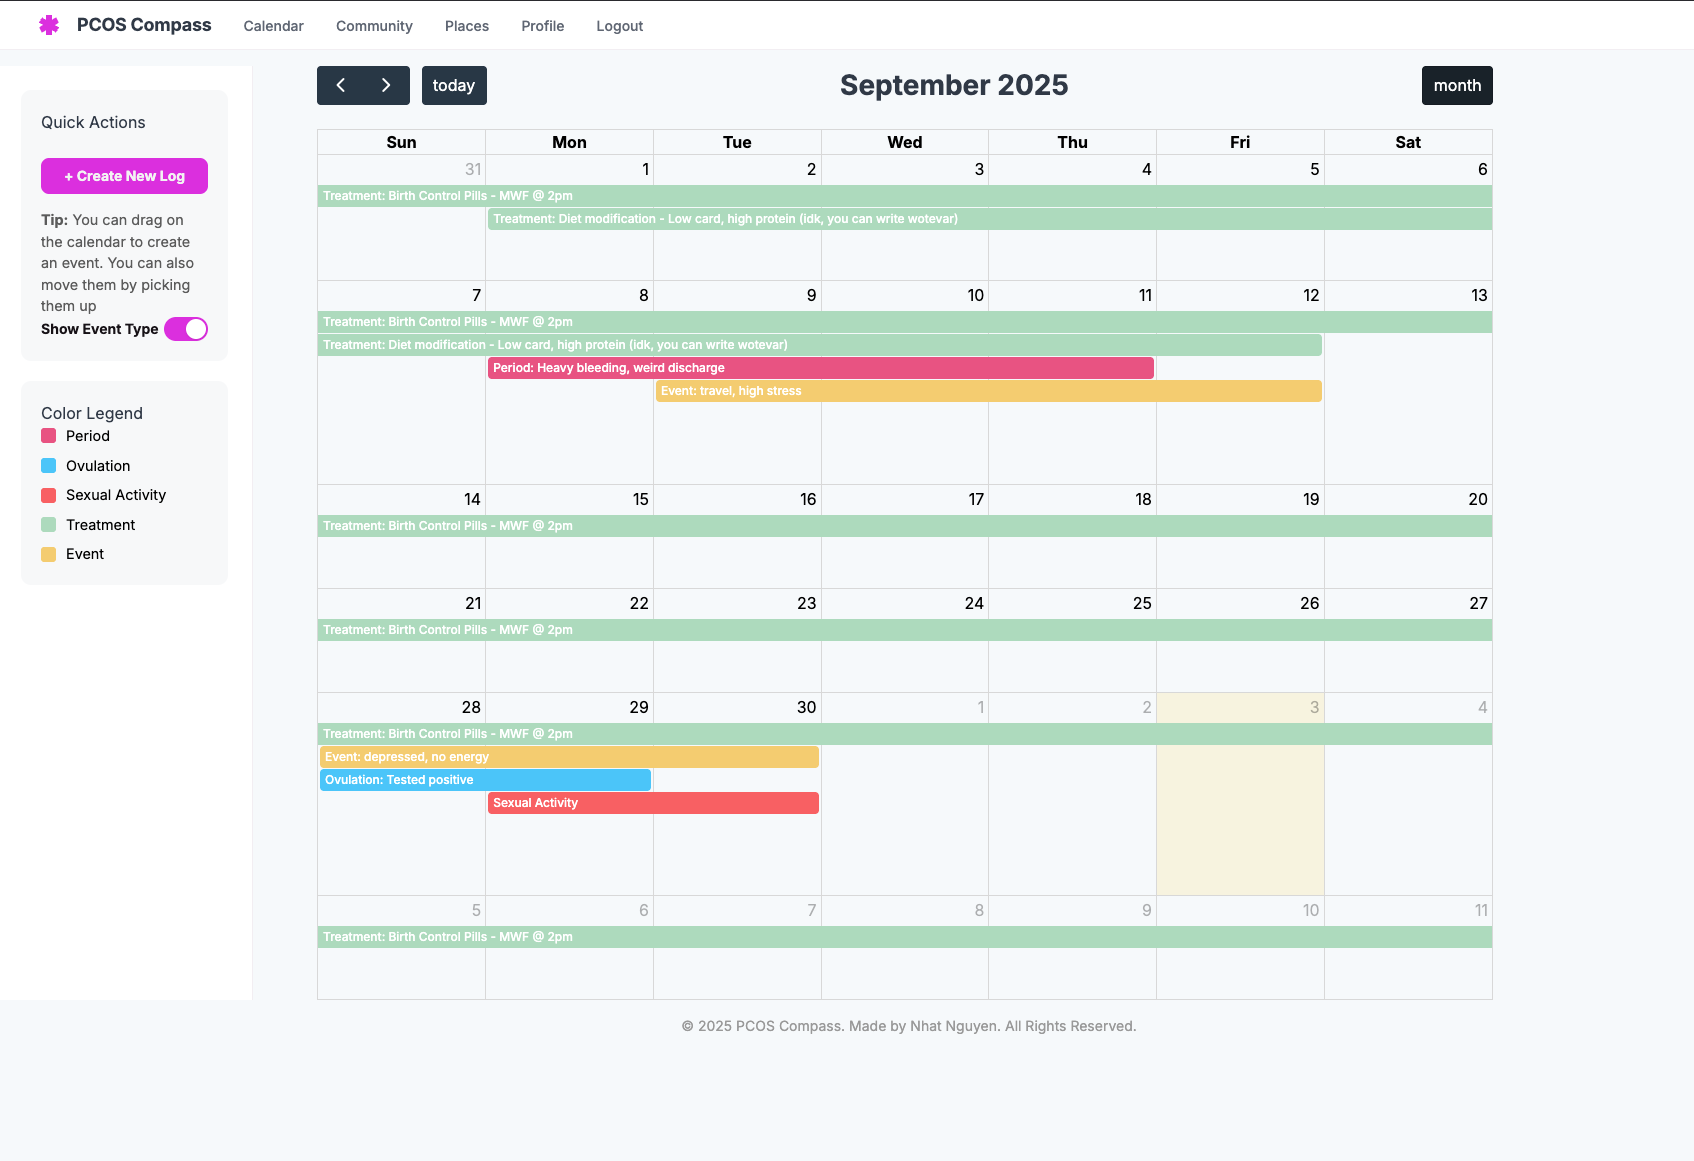 PCOS Compass Calendar Community Places Profile Logout
Quick Actions
+ Create New Log
Tip: You can drag on
the calendar to create
an event. You can also
move them by picking
them up
Show Event Type
Color Legend
Period
Ovulation
Sexual Activity
Treatment
Event
today September 2025 month
Sun Mon Tue Wed Thu Fri Sat
31 1 2 3 4 5 6
Treatment: Birth Control Pills - MWF @ 2pm
Treatment: Diet modification - Low card, high protein (idk, you can write wotevar)
7 8 9 10 11 12 13
Treatment: Birth Control Pills - MWF @ 2pm
Treatment: Diet modification - Low card, high protein (idk, you can write wotevar)
Period: Heavy bleeding, weird discharge
Event: travel, high stress
14 15 16 17 18 19 20
Treatment: Birth Control Pills - MWF @ 2pm
21 22 23 24 25 26 27
Treatment: Birth Control Pills - MWF @ 2pm
28 29 30 1 2 3 4
Treatment: Birth Control Pills - MWF @ 2pm
Event: depressed, no energy
Ovulation: Tested positive
Sexual Activity
5 6 7 8 9 10 11
Treatment: Birth Control Pills - MWF @ 2pm
© 2025 PCOS Compass. Made by Nhat Nguyen. All Rights Reserved.